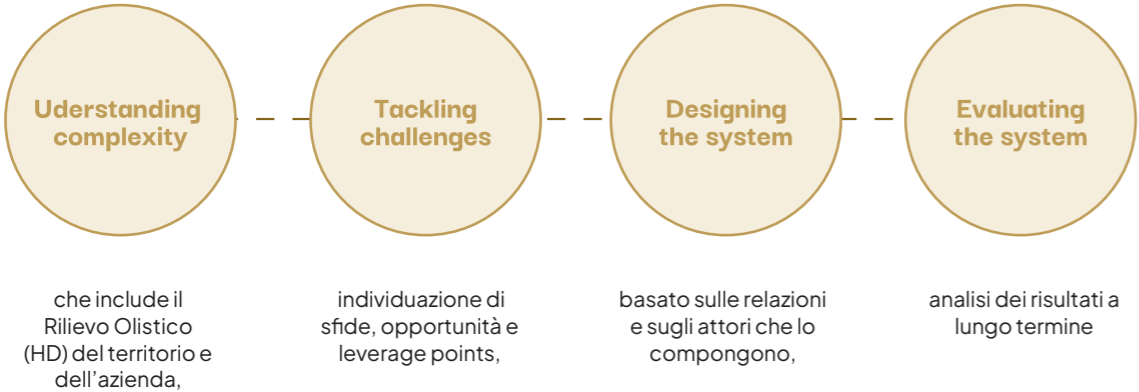 Uderstanding
complexity
Tackling
challenges
Designing
the system
Evaluating
the system
che include il
Rilievo Olistico
(HD) del territorio e
dell’azienda,
individuazione di
sfide, opportunità e
leverage points,
basato sulle relazioni
e sugli attori che lo
compongono,
analisi dei risultati a
lungo termine